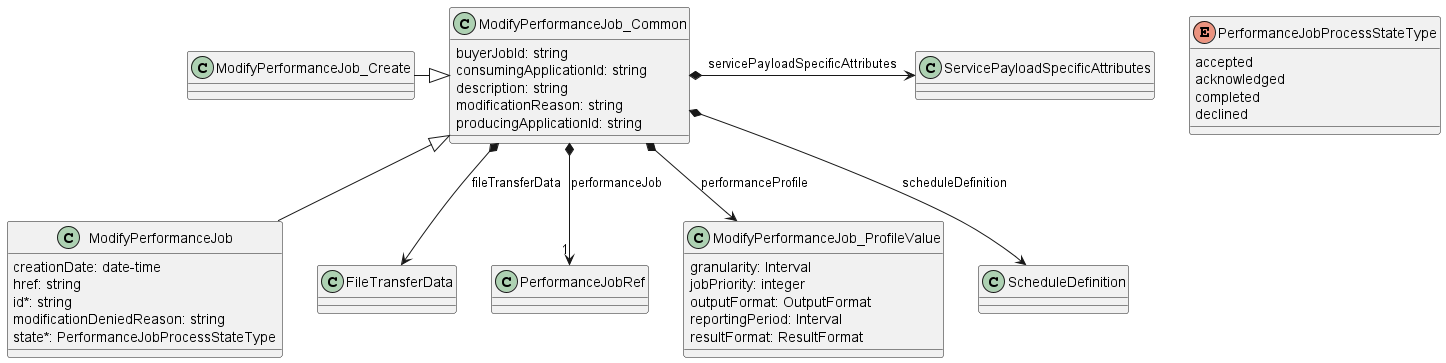 C ModifyPerformanceJob_Common
buyerJobId: string
consumingApplicationId: string
description: string
modificationReason: string
producingApplicationId: string
E PerformanceJobProcessStateType
accepted
acknowledged
completed
declined
C ModifyPerformanceJob_Create
servicePayloadSpecificAttributes
C ServicePayloadSpecificAttributes
fileTransferData
performanceJob
performanceProfile
scheduleDefinition
1
C ModifyPerformanceJob
creationDate: date-time
href: string
id*: string
modificationDeniedReason: string
state*: PerformanceJobProcessStateType
C FileTransferData
C PerformanceJobRef
C ModifyPerformanceJob_ProfileValue
granularity: Interval
jobPriority: integer
outputFormat: OutputFormat
reportingPeriod: Interval
resultFormat: ResultFormat
C ScheduleDefinition